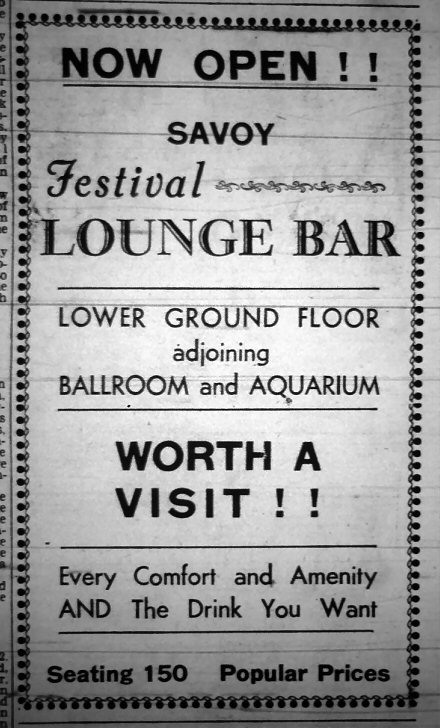 NOW OPEN ! !
SAVOY
Festival
LOUNGE BAR
LOWER GROUND FLOOR
adjoining
BALLROOM and AQUARIUM
WORTH A
VISIT ! !
Every Comfort and Amenity
AND The Drink You Want
Seating 150 Popular Prices